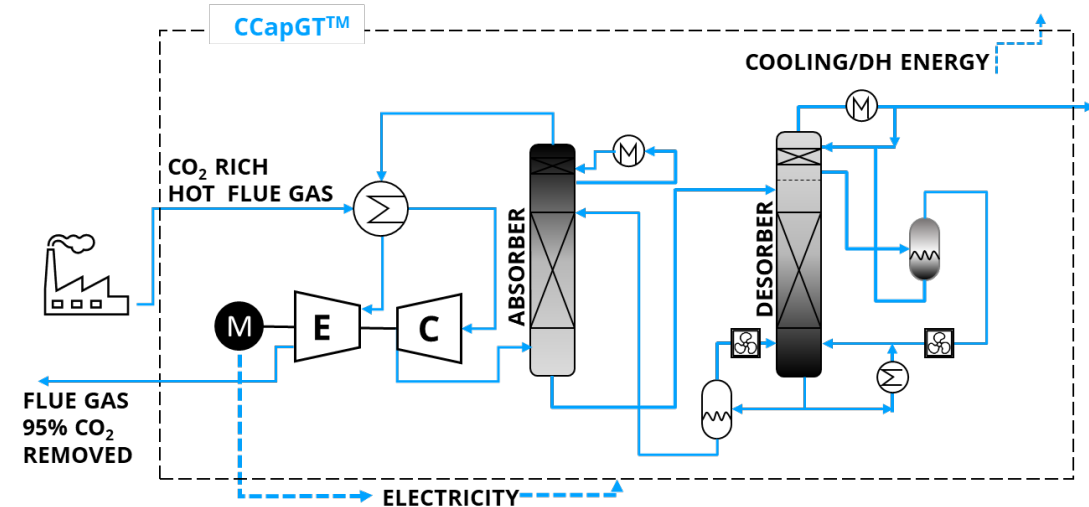 CCapGT™
COOLING/DH ENERGY
CO₂ RICH
HOT FLUE GAS
ABSORBER
DESORBER
M
E
C
FLUE GAS
95% CO₂
REMOVED
ELECTRICITY